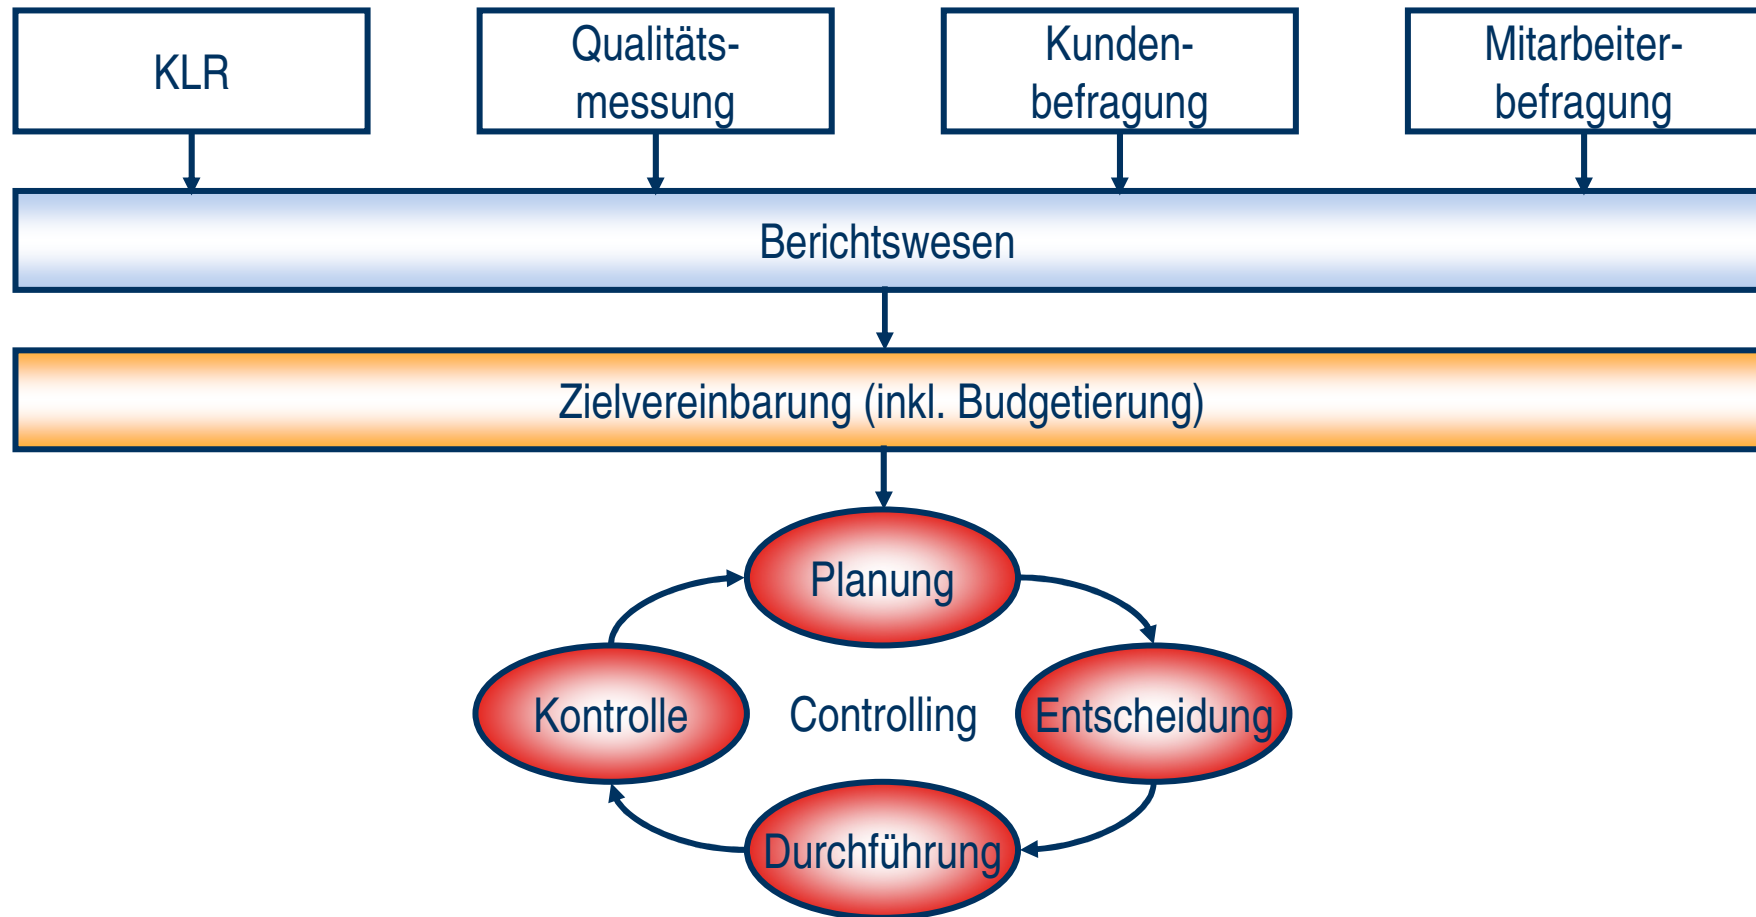 KLR
Qualitäts-
messung
Kunden-
befragung
Mitarbeiter-
befragung
Berichtswesen
Zielvereinbarung (inkl. Budgetierung)
Planung
Kontrolle
Controlling
Entscheidung
Durchführung